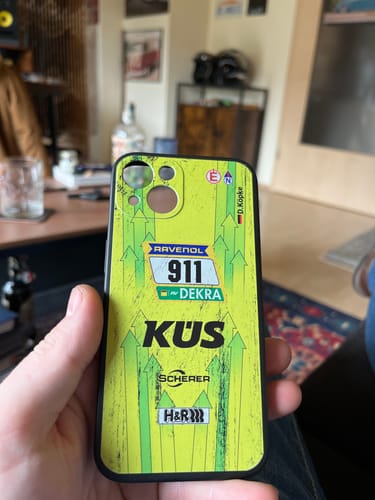 E
N
D.Köpke
RAVENOL
911
DEKRA
KÜS
SCHERER
H&R